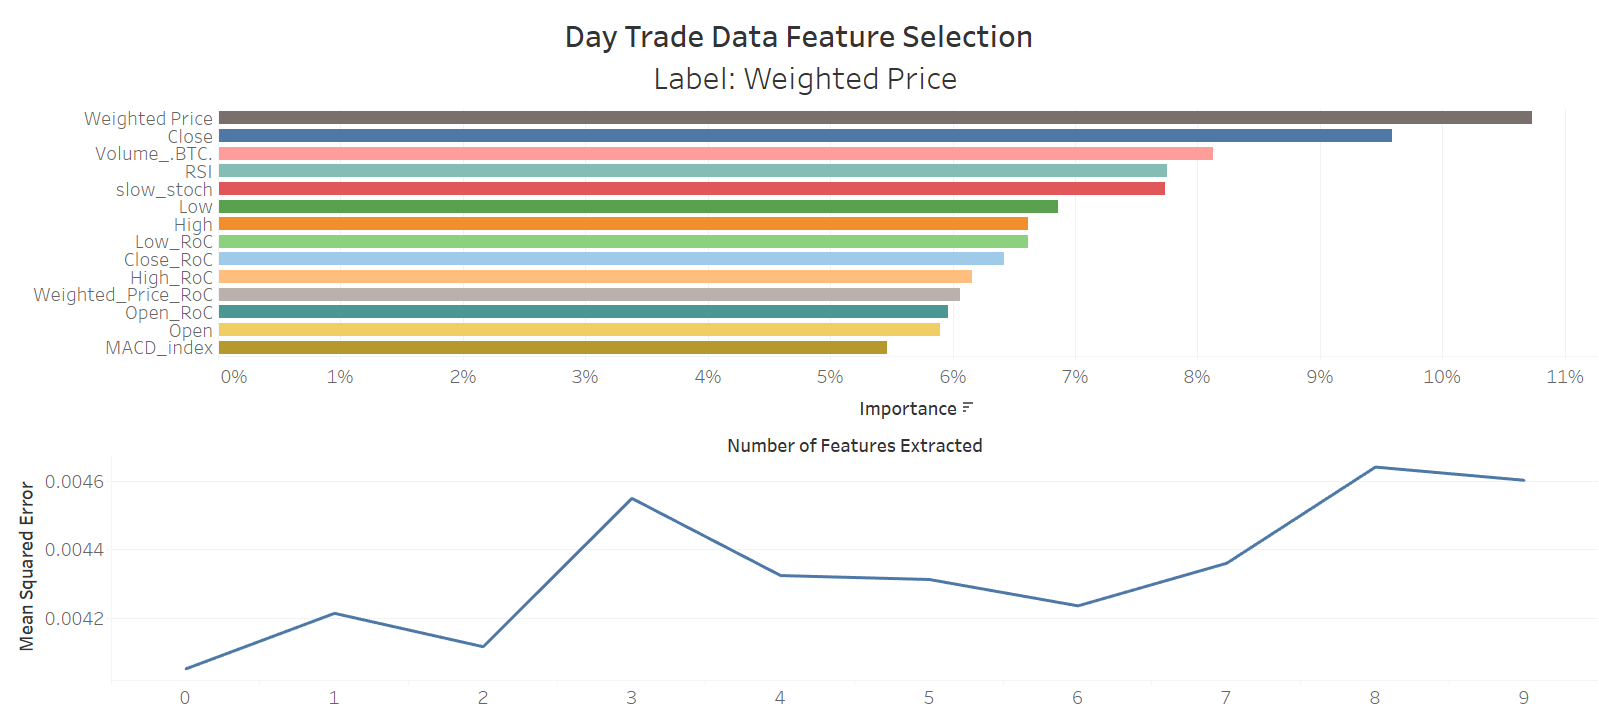 Day Trade Data Feature Selection
Label: Weighted Price
Weighted Price
Close
Volume_.BTC.
RSI
slow_stoch
Low
High
Low_RoC
Close_RoC
High_RoC
Weighted_Price_RoC
Open_RoC
Open
MACD_index
0% 1% 2% 3% 4% 5% 6% 7% 8% 9% 10% 11%
Importance
Number of Features Extracted
Mean Squared Error
0.0046
0.0044
0.0042
0 1 2 3 4 5 6 7 8 9